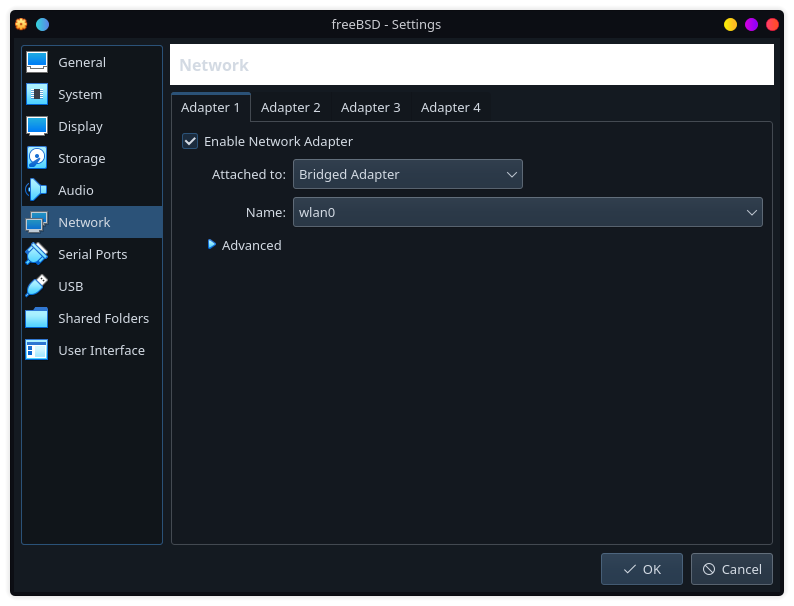 freeBSD - Settings
General
System
Display
Storage
Audio
Network
Serial Ports
USB
Shared Folders
User Interface
Network
Adapter 1 Adapter 2 Adapter 3 Adapter 4
Enable Network Adapter
Attached to: Bridged Adapter
Name: wlan0
Advanced
OK Cancel